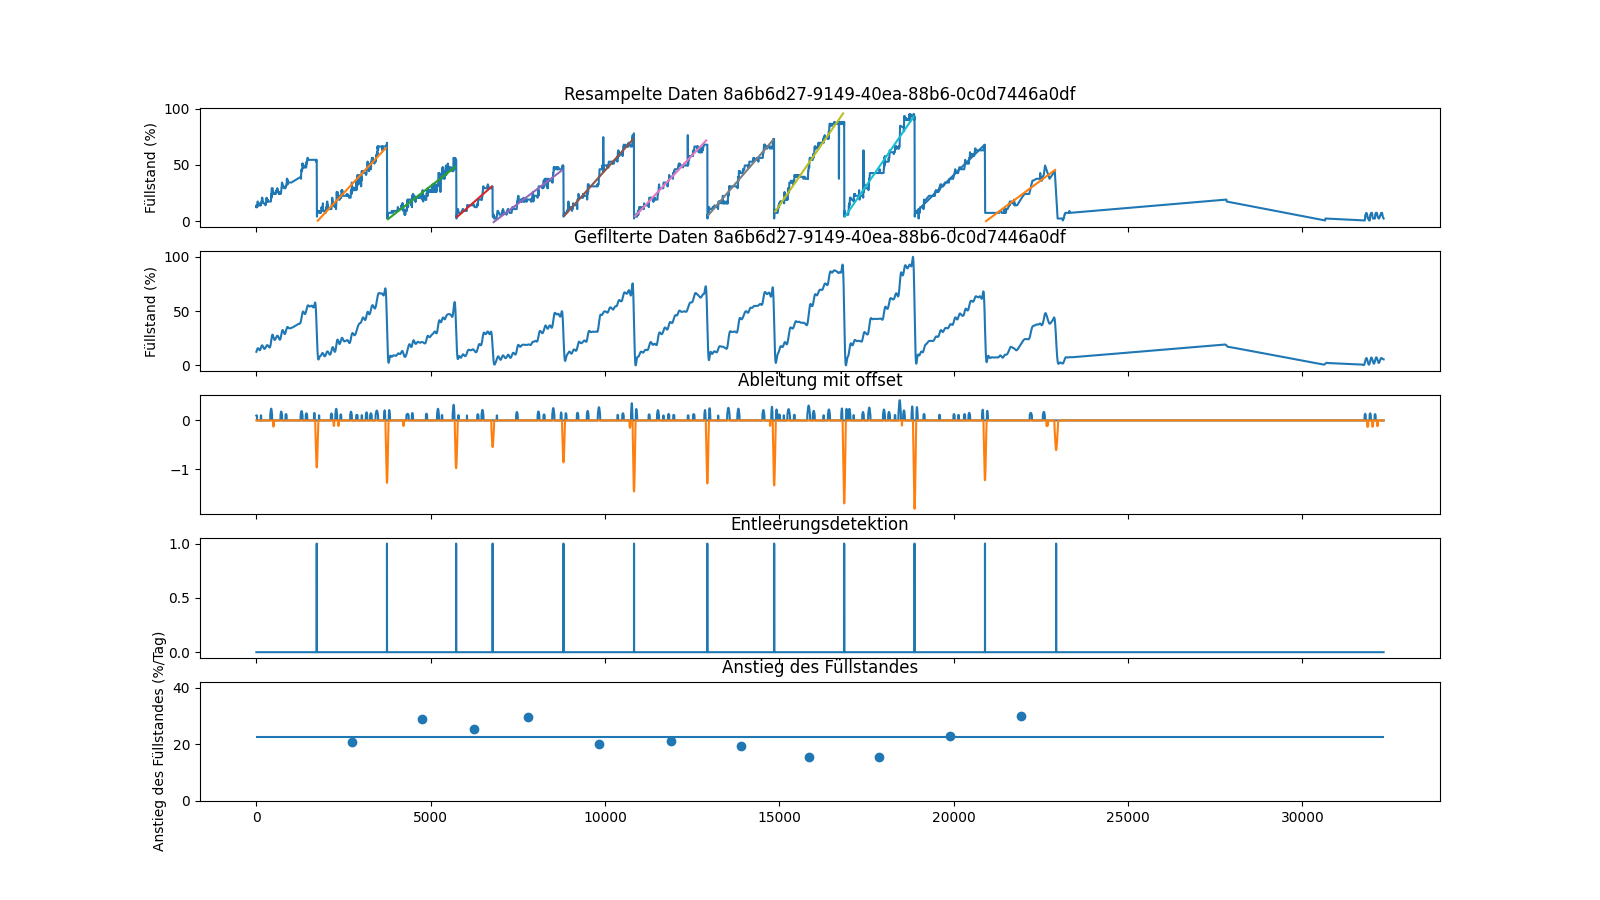 Resampelte Daten 8a6b6d27-9149-40ea-88b6-0c0d7446a0df
100
50
0
Füllstand (%)
Gefilterte Daten 8a6b6d27-9149-40ea-88b6-0c0d7446a0df
100
50
0
Füllstand (%)
Ableitung mit offset
0
−1
Entleerungsdetektion
1.0
0.5
0.0
Anstieg des Füllstandes
40
20
0
Anstieg des Füllstandes (%/Tag)
0 5000 10000 15000 20000 25000 30000